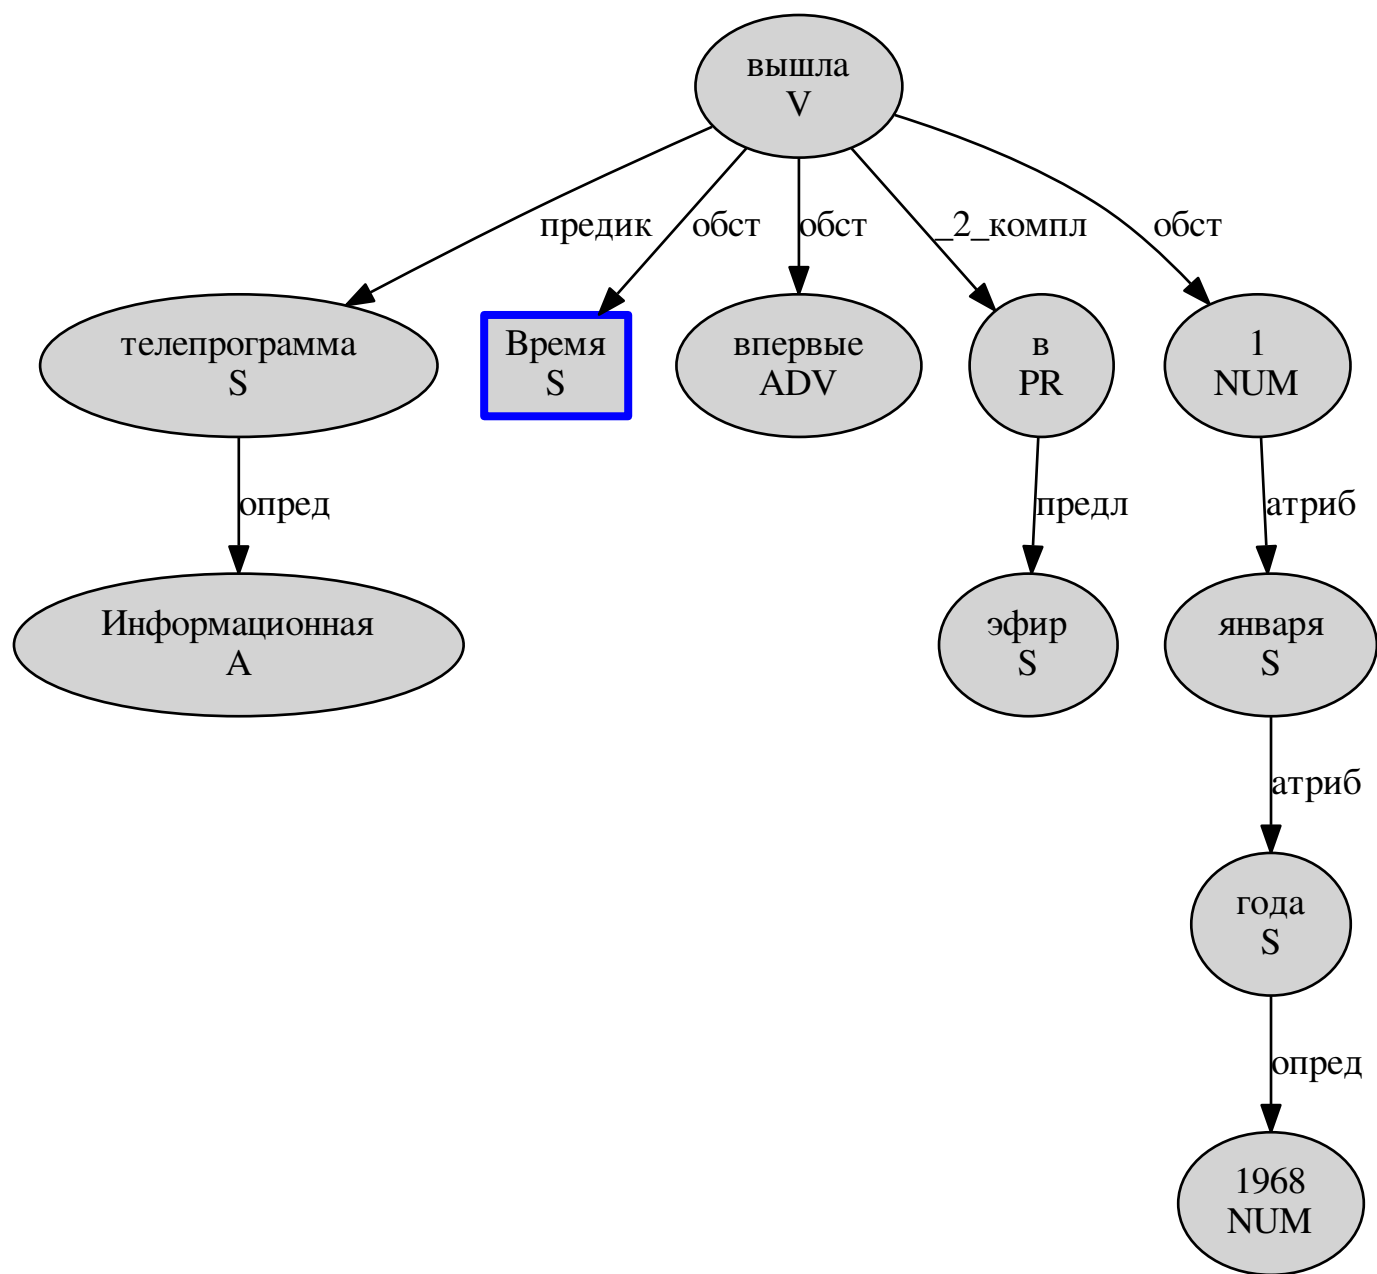 вышла
V
предик
обст
обст
_2_компл
обст
телепрограмма
S
Время
S
впервые
ADV
в
PR
1
NUM
опред
предл
атриб
Информационная
A
эфир
S
января
S
атриб
года
S
опред
1968
NUM